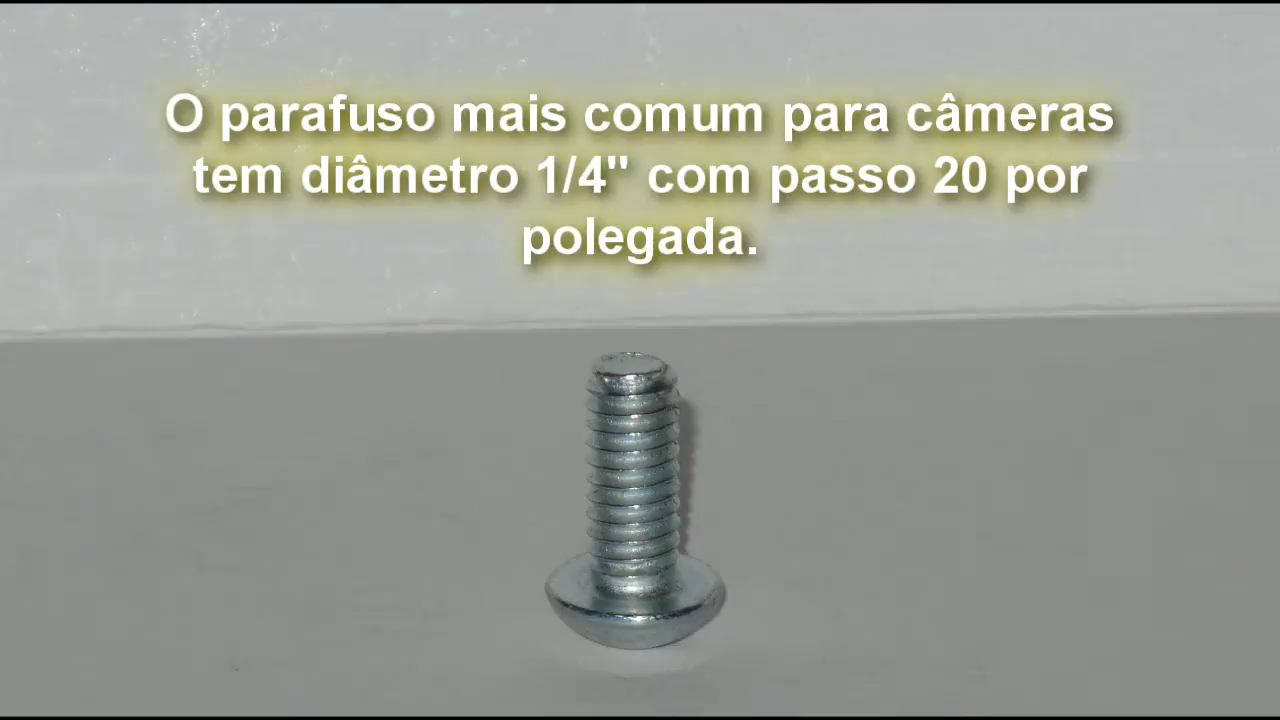 O parafuso mais comum para câmeras
tem diâmetro 1/4" com passo 20 por
polegada.